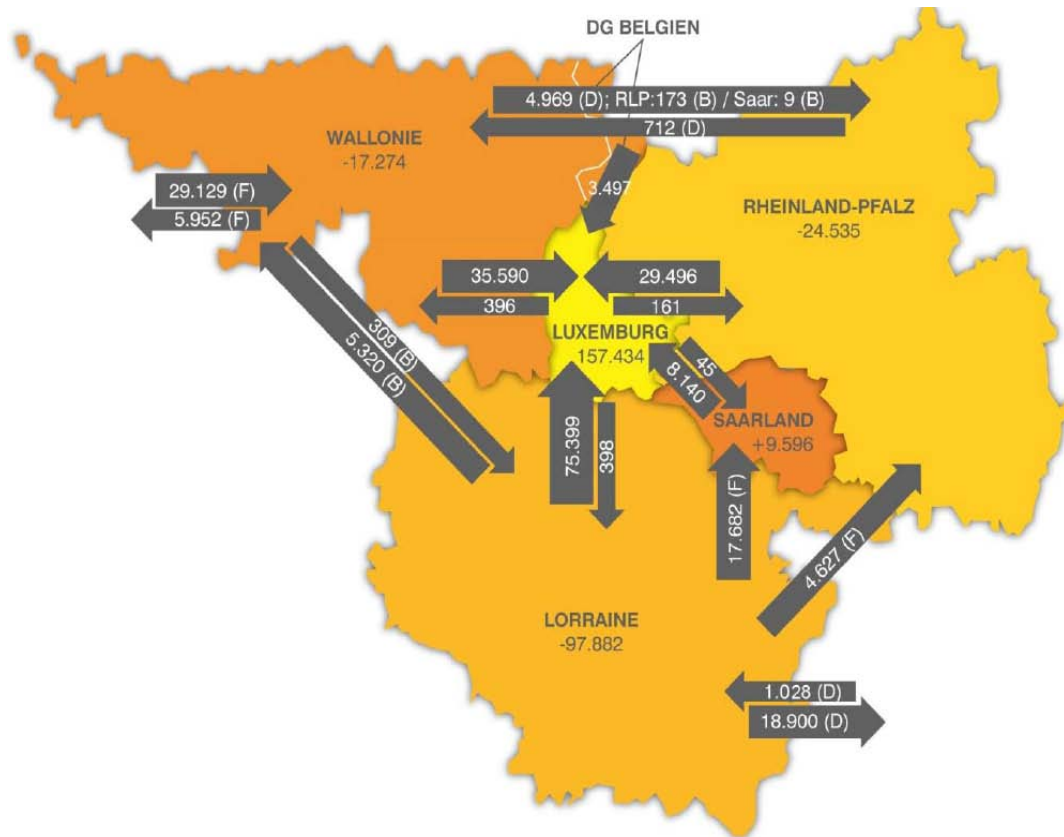 DG BELGIEN
4.969 (D); RLP:173 (B) / Saar: 9 (B)
712 (D)
WALLONIE
-17.274
3.497
29.129 (F)
5.952 (F)
RHEINLAND-PFALZ
-24.535
35.590
29.496
396
161
LUXEMBURG
157.434
309 (B)
5.320 (B)
45
8.140
SAARLAND
+9.596
75.399
398
17.682 (F)
4.627 (F)
LORRAINE
-97.882
1.028 (D)
18.900 (D)